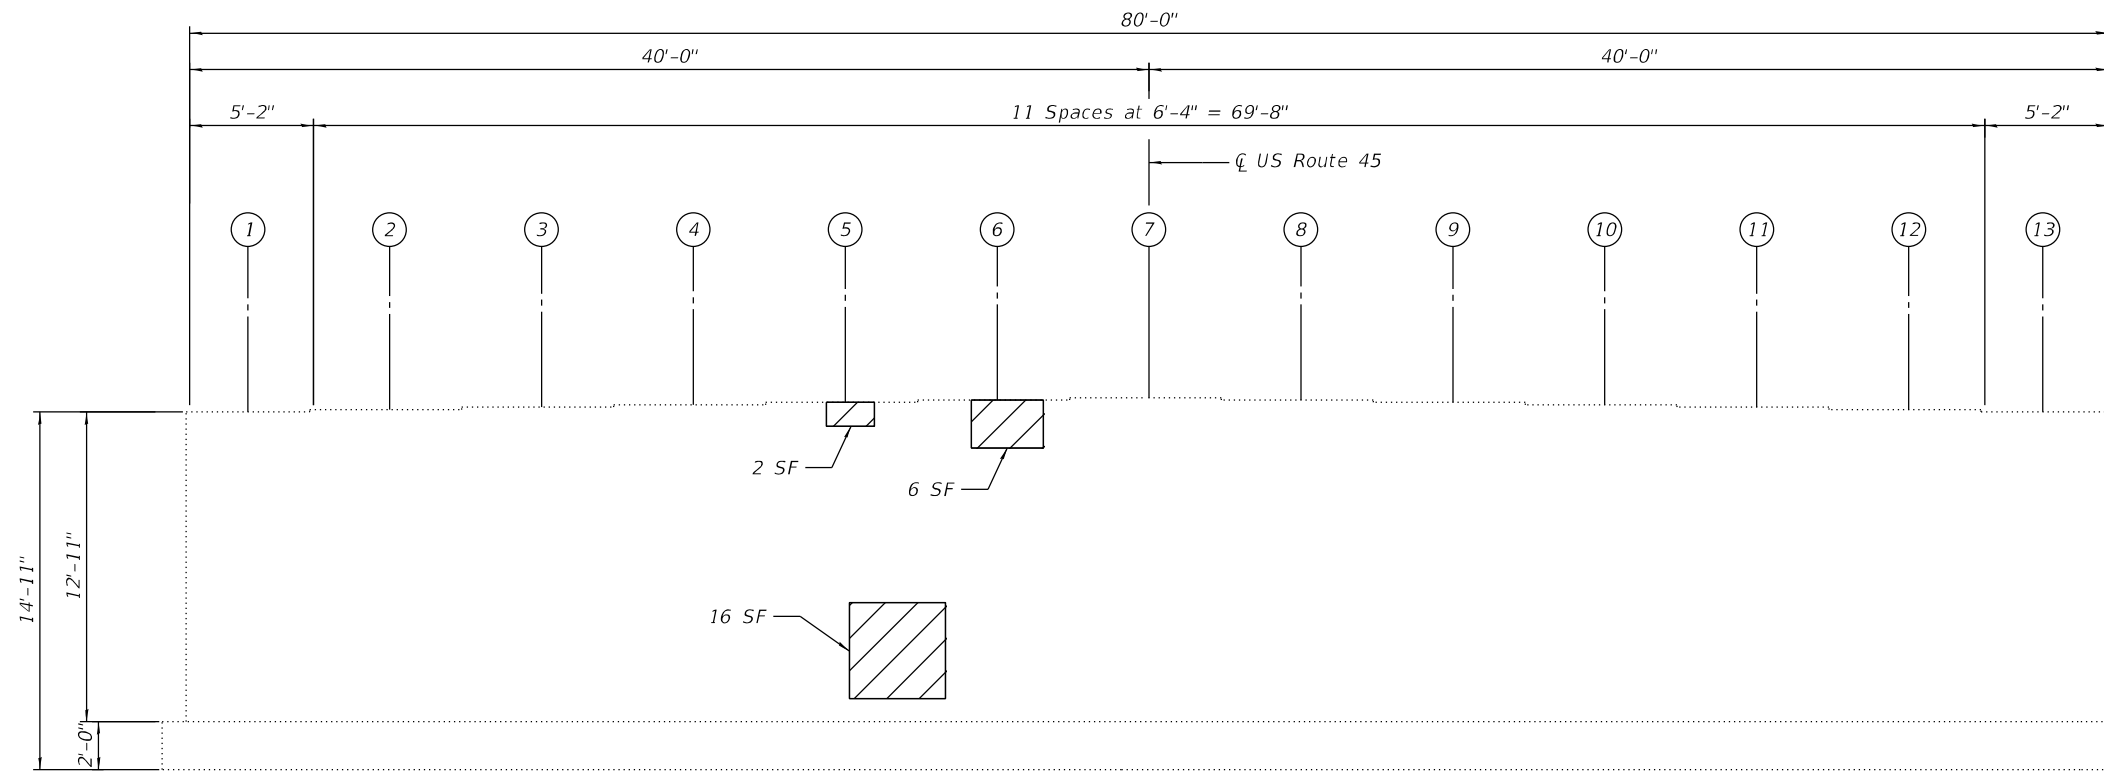 80'-0"
40'-0" 40'-0"
5'-2" 11 Spaces at 6'-4" = 69'-8" 5'-2"
℄ US Route 45
1 2 3 4 5 6 7 8 9 10 11 12 13
2 SF
6 SF
14'-11"
12'-11"
16 SF
2'-0"